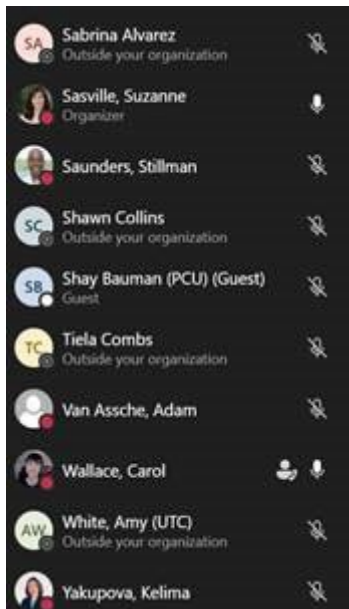 SA
Sabrina Alvarez
Outside your organization
Sasville, Suzanne
Organizer
Saunders, Stillman
SC
Shawn Collins
Outside your organization
SB
Shay Bauman (PCU) (Guest)
Guest
TC
Tiela Combs
Outside your organization
Van Assche, Adam
Wallace, Carol
AW
White, Amy (UTC)
Outside your organization
Yakupova, Kelima